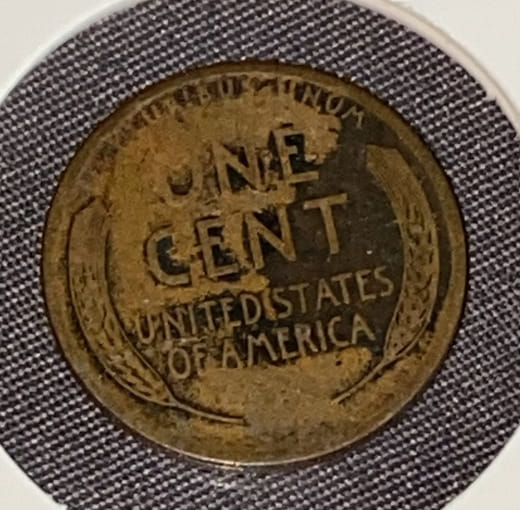 UNUM
ONE
CENT
UNITED STATES
OF AMERICA